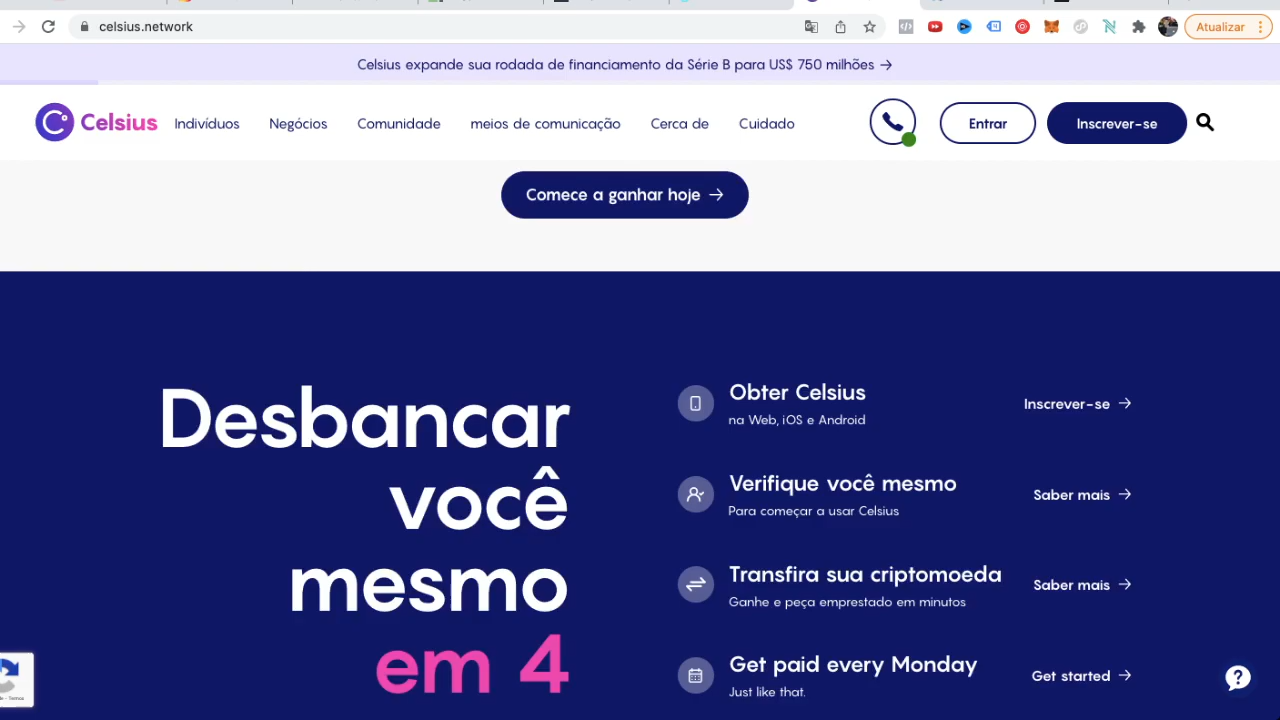 celsius.network
Atualizar
Celsius expande sua rodada de financiamento da Série B para US$ 750 milhões →
Celsius Indivíduos Negócios Comunidade meios de comunicação Cerca de Cuidado Entrar Inscrever-se
Comece a ganhar hoje →
Desbancar
você
mesmo
em 4
Obter Celsius
na Web, iOS e Android
Inscrever-se →
Verifique você mesmo
Para começar a usar Celsius
Saber mais →
Transfira sua criptomoeda
Ganhe e peça emprestado em minutos
Saber mais →
Get paid every Monday
Just like that.
Get started →